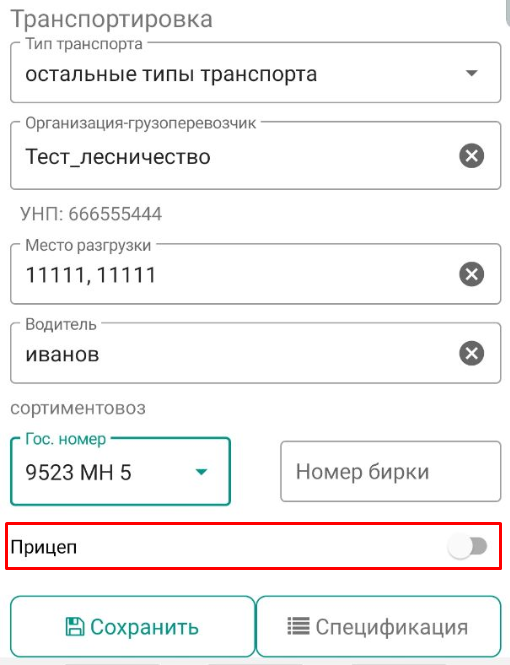 Транспортировка
Тип транспорта
остальные типы транспорта
Организация-грузоперевозчик
Тест_лесничество
УНП: 666555444
Место разгрузки
11111, 11111
Водитель
иванов
сортиментовоз
Гос. номер
9523 МН 5
Номер бирки
Прицеп
Сохранить
Спецификация